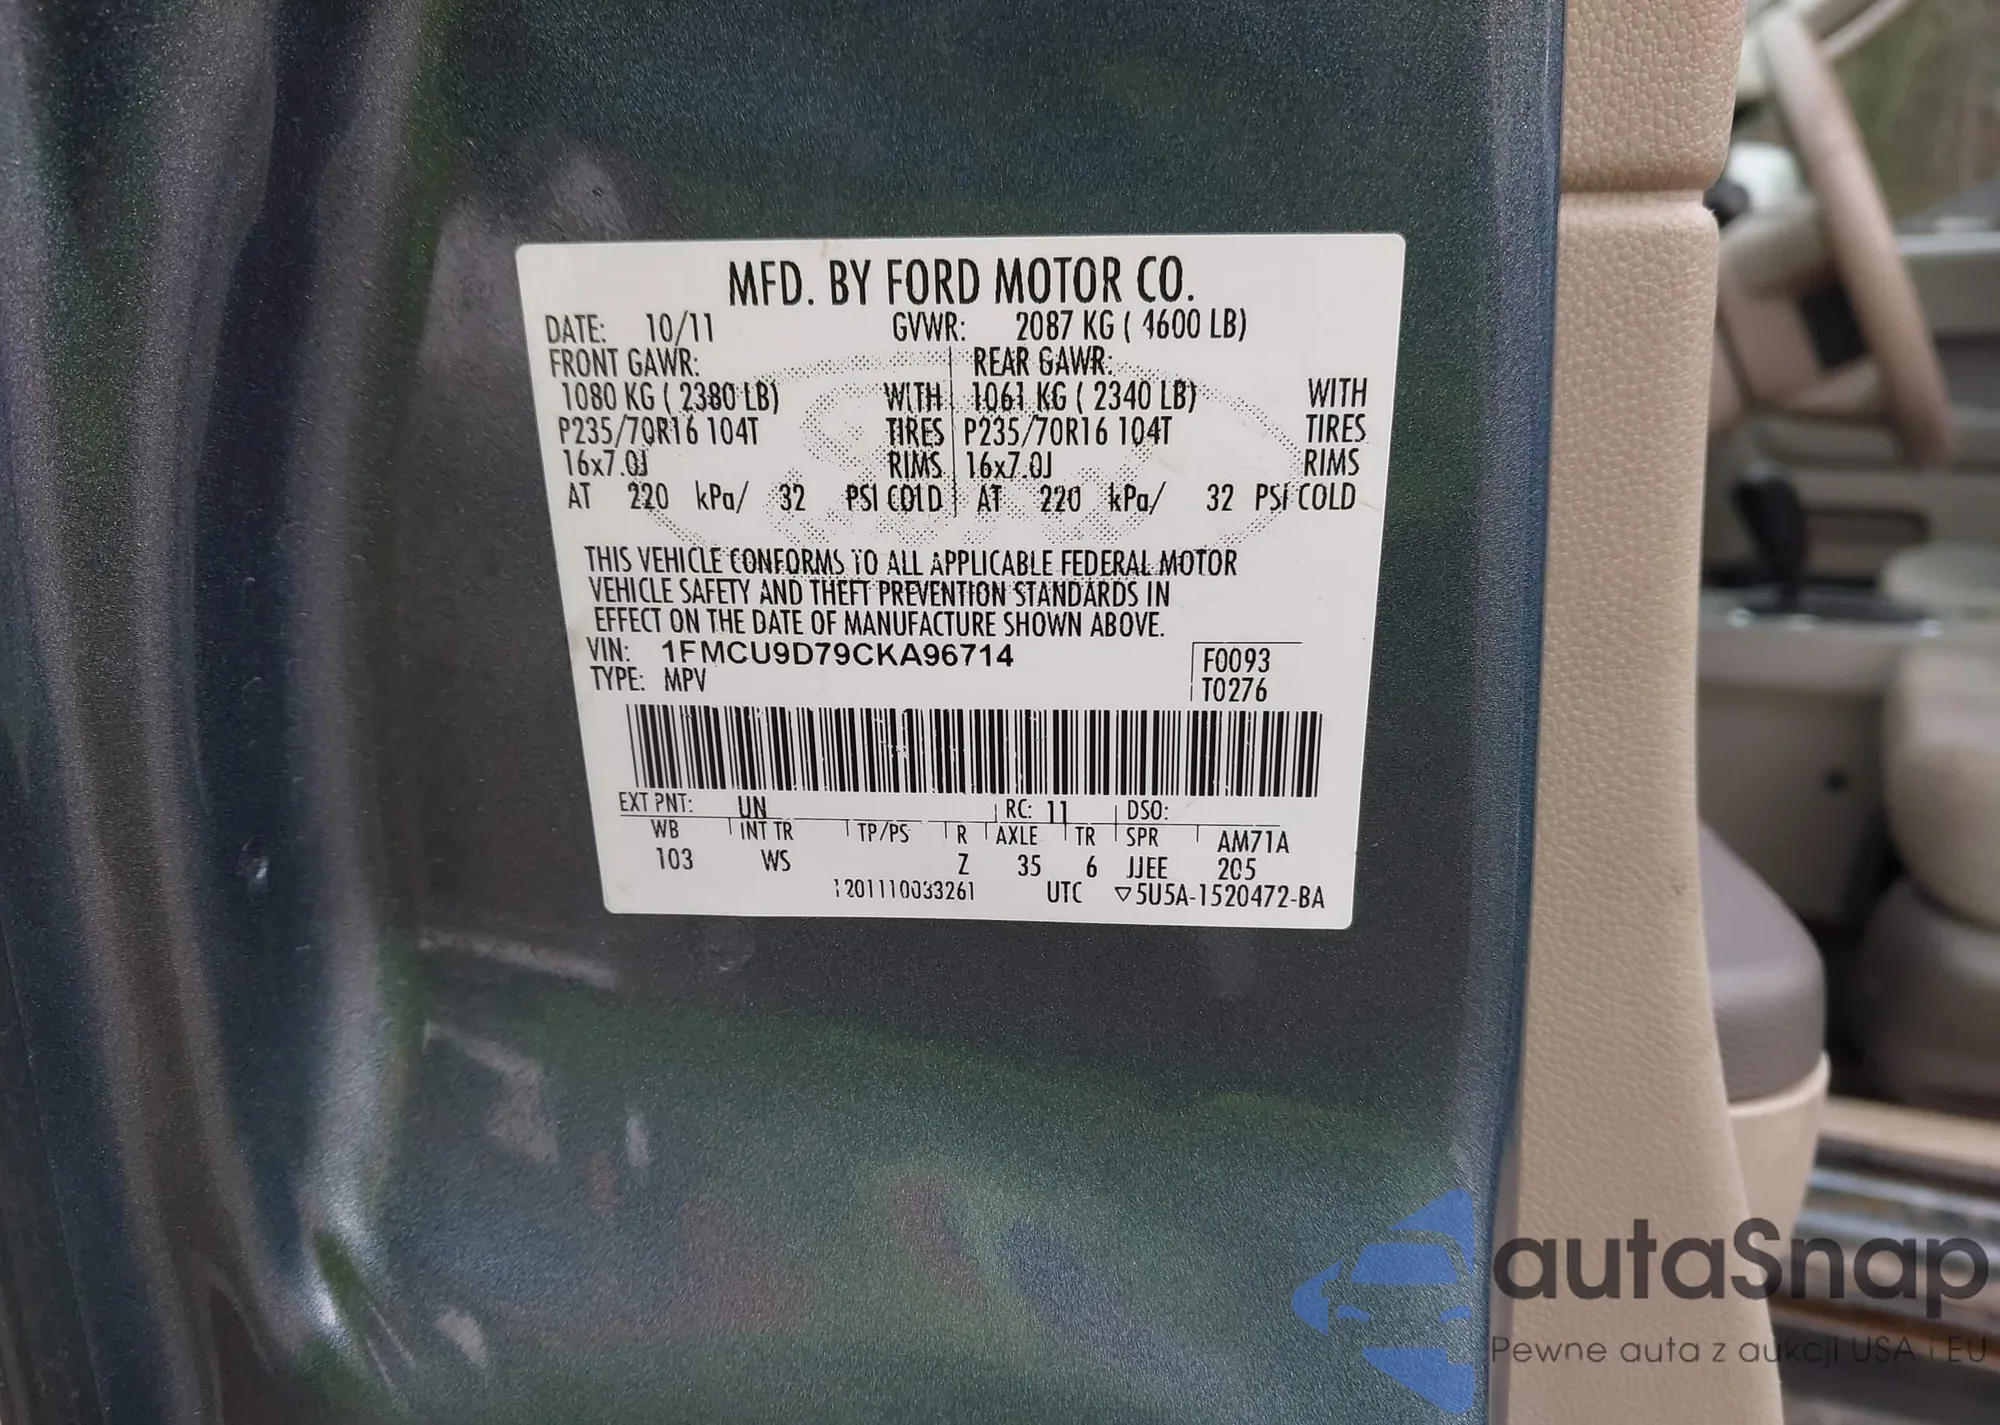 MFD. BY FORD MOTOR CO.
DATE: 10/11 GVWR: 2087 KG ( 4600 LB)
FRONT GAWR: REAR GAWR:
1080 KG ( 2380 LB) WITH 1061 KG ( 2340 LB) WITH
P235/70R16 104T TIRES P235/70R16 104T TIRES
16x7.0J RIMS 16x7.0J RIMS
AT 220 kPa/ 32 PSI COLD AT 220 kPa/ 32 PSI COLD
THIS VEHICLE CONFORMS TO ALL APPLICABLE FEDERAL MOTOR
VEHICLE SAFETY AND THEFT PREVENTION STANDARDS IN
EFFECT ON THE DATE OF MANUFACTURE SHOWN ABOVE.
VIN: 1FMCU9D79CKA96714 F0093
TYPE: MPV T0276
EXT PNT: UN RC: 11 DSO:
WB INT TR TP/PS R AXLE TR SPR AM71A
103 WS Z 35 6 JJEE 205
1201110033261 UTC ▽5U5A-1520472-BA
autaSnap
Pewne auta z aukcji USA i EU